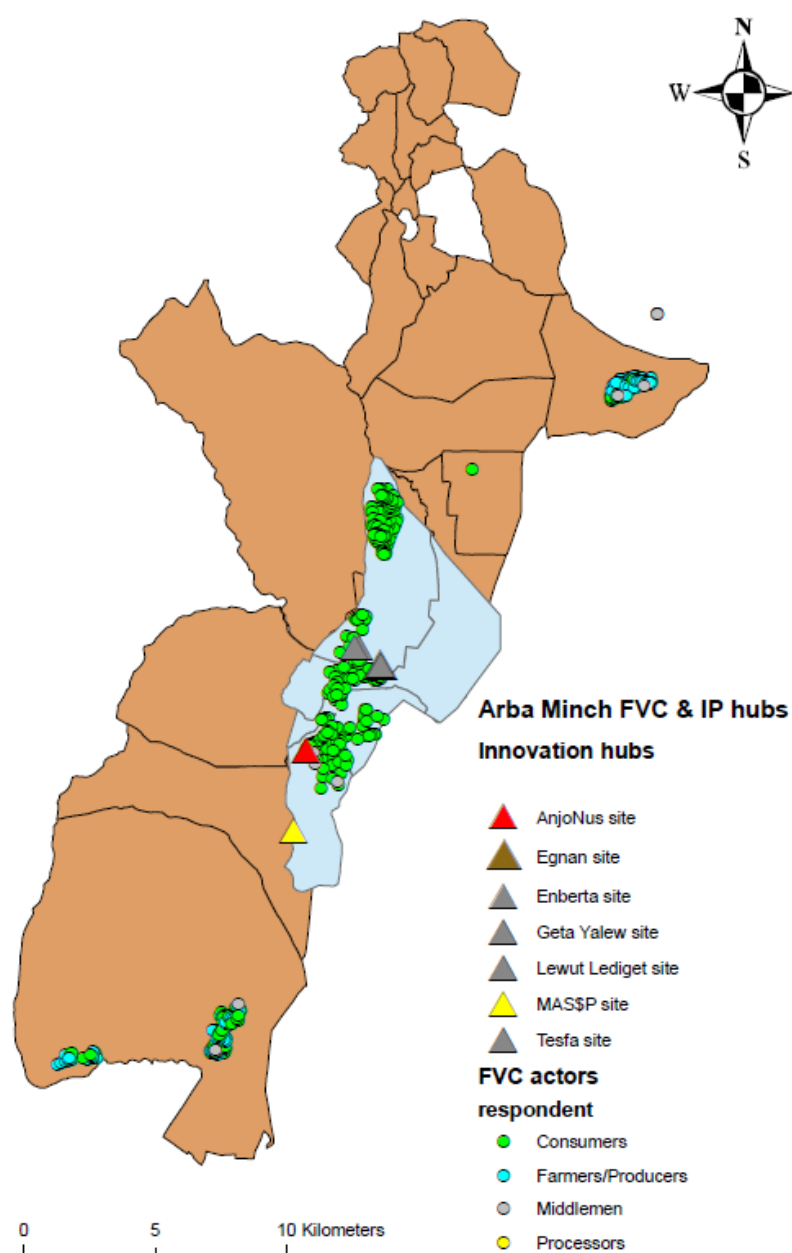 N
W
S
Arba Minch FVC & IP hubs
Innovation hubs
AnjoNus site
Egnan site
Enberta site
Geta Yalew site
Lewut Lediget site
MAS$P site
Tesfa site
FVC actors
respondent
Consumers
Farmers/Producers
Middlemen
Processors
0 5 10 Kilometers